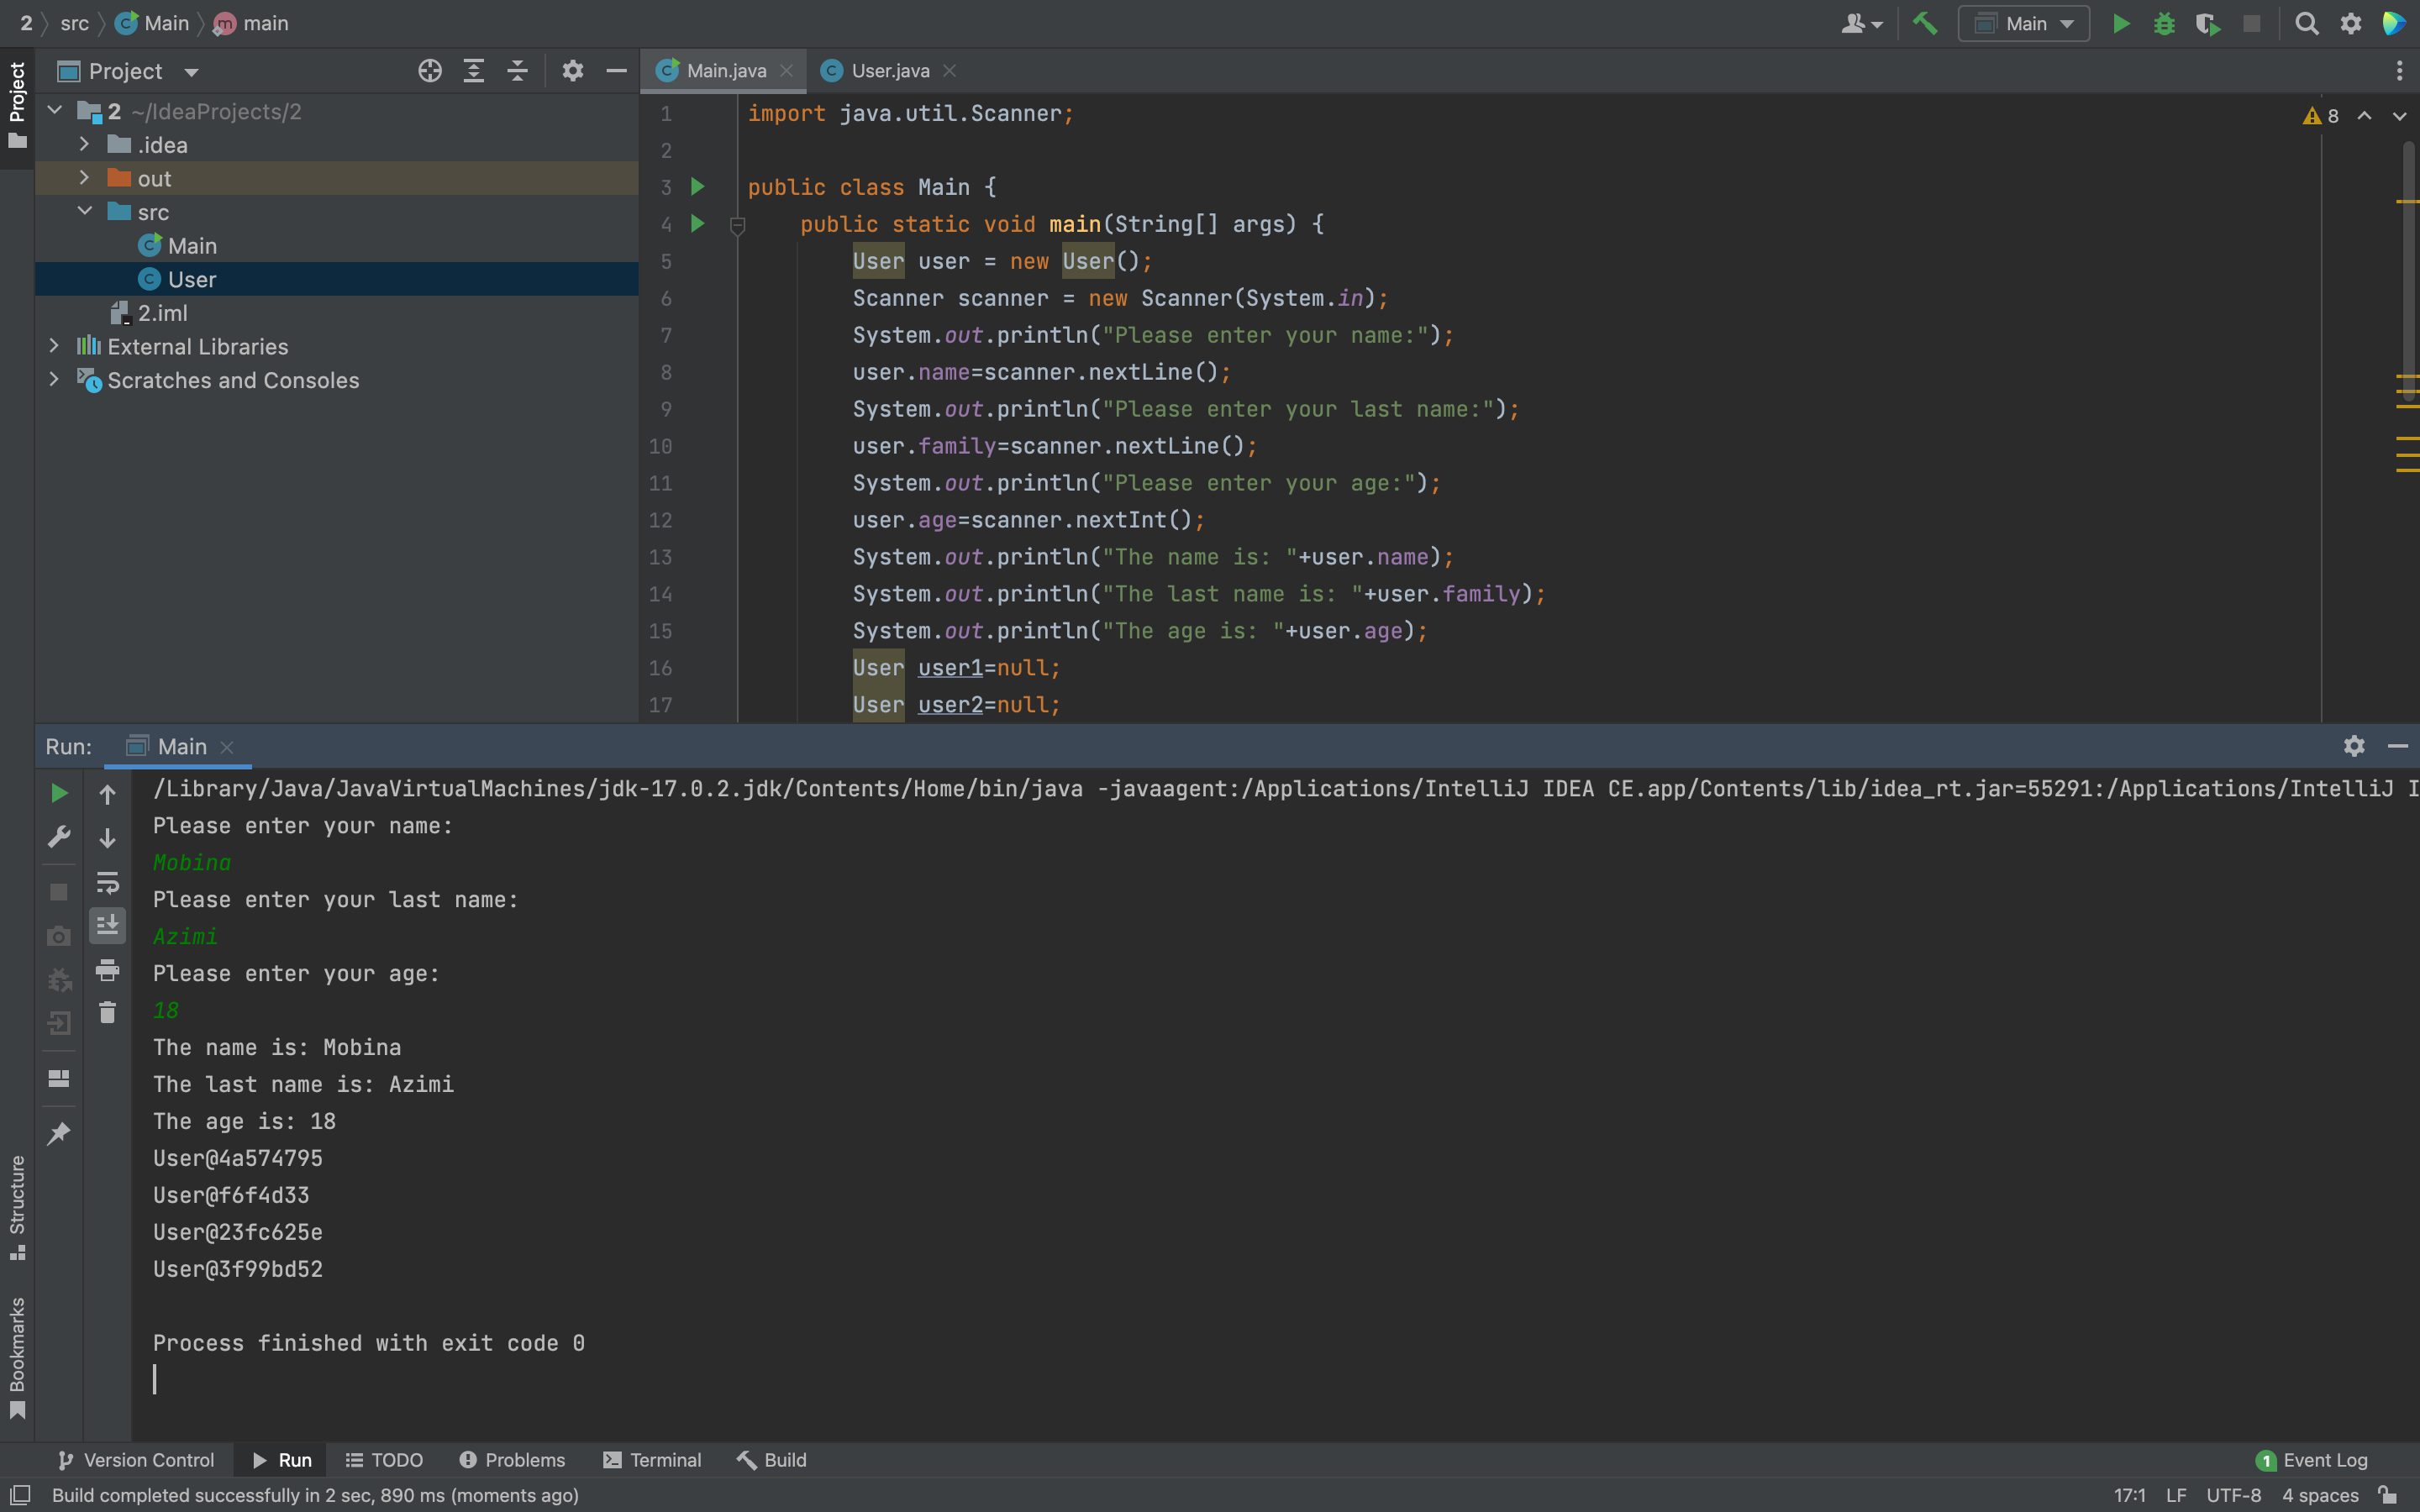 2 src Main main
Main
Project
Main.java User.java
Project
2 ~/IdeaProjects/2
.idea
out
src
Main
User
2.iml
External Libraries
Scratches and Consoles
8
1 import java.util.Scanner;
2
3 public class Main {
4 public static void main(String[] args) {
5 User user = new User();
6 Scanner scanner = new Scanner(System.in);
7 System.out.println("Please enter your name:");
8 user.name=scanner.nextLine();
9 System.out.println("Please enter your last name:");
10 user.family=scanner.nextLine();
11 System.out.println("Please enter your age:");
12 user.age=scanner.nextInt();
13 System.out.println("The name is: "+user.name);
14 System.out.println("The last name is: "+user.family);
15 System.out.println("The age is: "+user.age);
16 User user1=null;
17 User user2=null;
Run: Main
/Library/Java/JavaVirtualMachines/jdk-17.0.2.jdk/Contents/Home/bin/java -javaagent:/Applications/IntelliJ IDEA CE.app/Contents/lib/idea_rt.jar=55291:/Applications/IntelliJ I
Please enter your name:
Mobina
Please enter your last name:
Azimi
Please enter your age:
18
The name is: Mobina
The last name is: Azimi
The age is: 18
User@4a574795
User@f6f4d33
User@23fc625e
User@3f99bd52
Process finished with exit code 0
Structure
Bookmarks
Version Control Run TODO Problems Terminal Build 1 Event Log
Build completed successfully in 2 sec, 890 ms (moments ago) 17:1 LF UTF-8 4 spaces